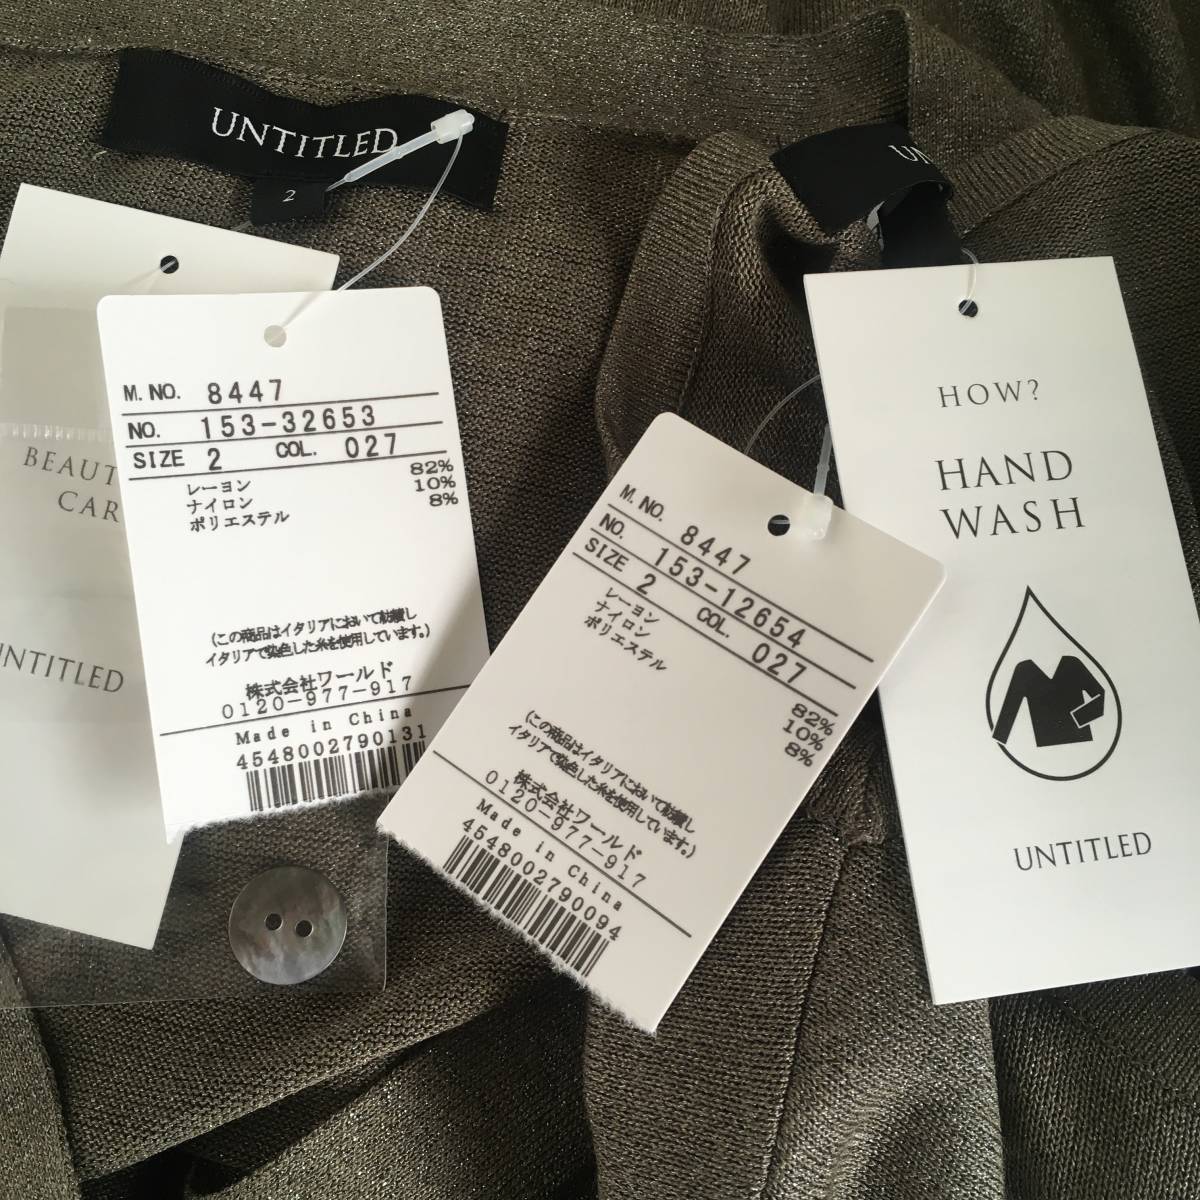 UNTITLED
2
UN
BEAUT
CAR
UNTITLED
M. NO. 8447
NO. 153-32653
SIZE 2 COL. 027
レーヨン 82%
ナイロン 10%
ポリエステル 8%
(この商品はイタリアにおいて紡績し
イタリアで染色した糸を使用しています。)
株式会社ワールド
0120-977-917
Made in China
4548002790131
M. NO. 8447
NO. 153-12654
SIZE 2 COL. 027
レーヨン 82%
ナイロン 10%
ポリエステル 8%
(この商品はイタリアにおいて紡績し
イタリアで染色した糸を使用しています。)
株式会社ワールド
0120-977-917
Made in China
4548002790094
HOW?
HAND
WASH
UNTITLED